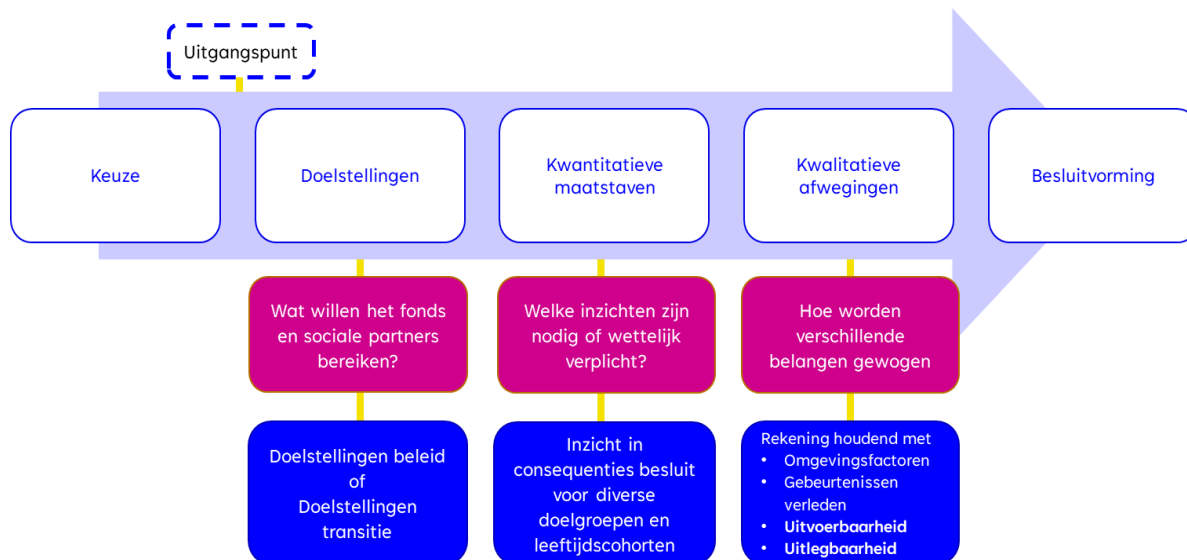 Uitgangspunt
Keuze
Doelstellingen
Kwantitatieve
maatstaven
Kwalitatieve
afwegingen
Besluitvorming
Wat willen het fonds
en sociale partners
bereiken?
Welke inzichten zijn
nodig of wettelijk
verplicht?
Hoe worden
verschillende
belangen gewogen
Doelstellingen beleid
of
Doelstellingen
transitie
Inzicht in
consequenties besluit
voor diverse
doelgroepen en
leeftijdscohorten
Rekening houdend met
• Omgevingsfactoren
• Gebeurtenissen
verleden
• Uitvoerbaarheid
• Uitlegbaarheid